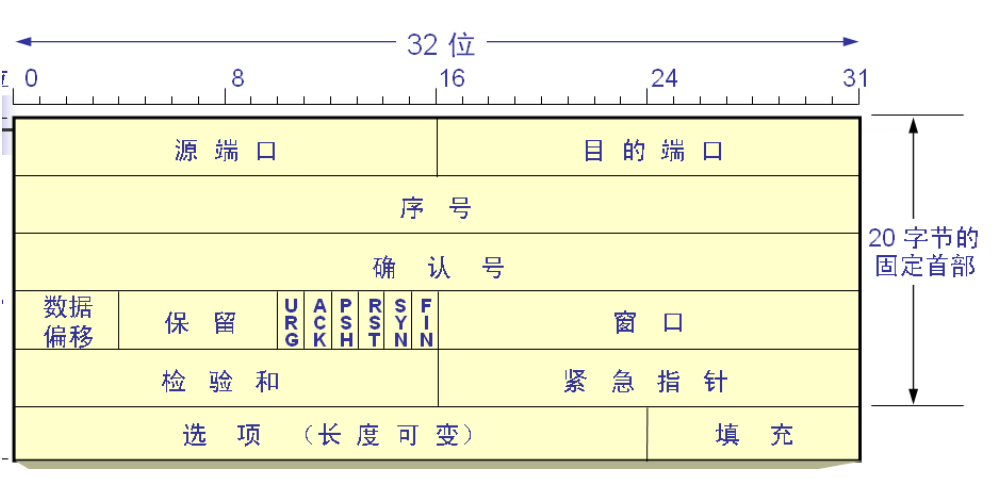 32 位
0 8 16 24 31
源端口 目的端口
序号
确认号
20 字节的
固定首部
数据
偏移
保留
URG
ACK
PSH
RST
SYN
FIN
窗口
检验和 紧急指针
选项（长度可变） 填充